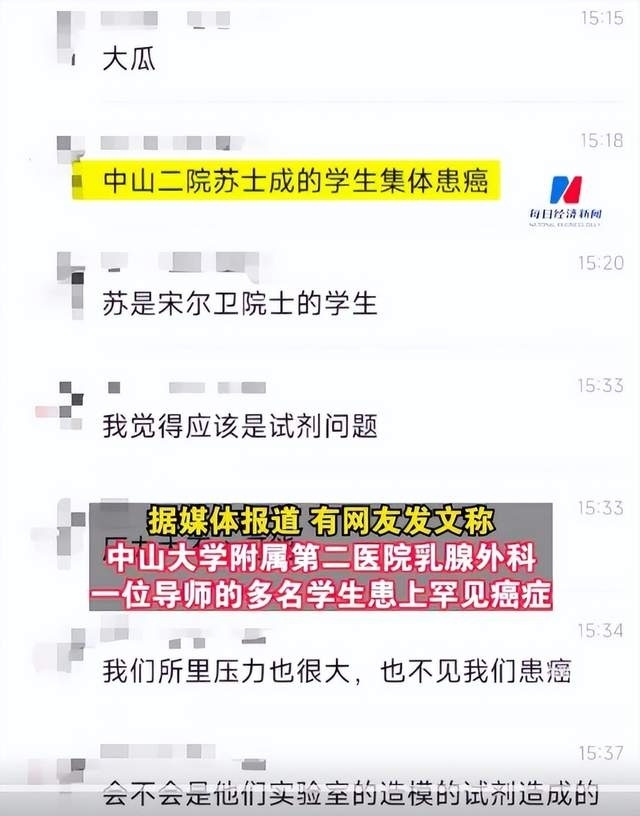 15:15
大瓜
15:18
中山二院苏士成的学生集体患癌
每日经济新闻
NATIONAL BUSINESS DAILY
15:20
苏是宋尔卫院士的学生
15:33
我觉得应该是试剂问题
15:33
据媒体报道 有网友发文称
中山大学附属第二医院乳腺外科
一位导师的多名学生患上罕见癌症
15:34
我们所里压力也很大，也不见我们患癌
15:37
会不会是他们实验室的造模的试剂造成的